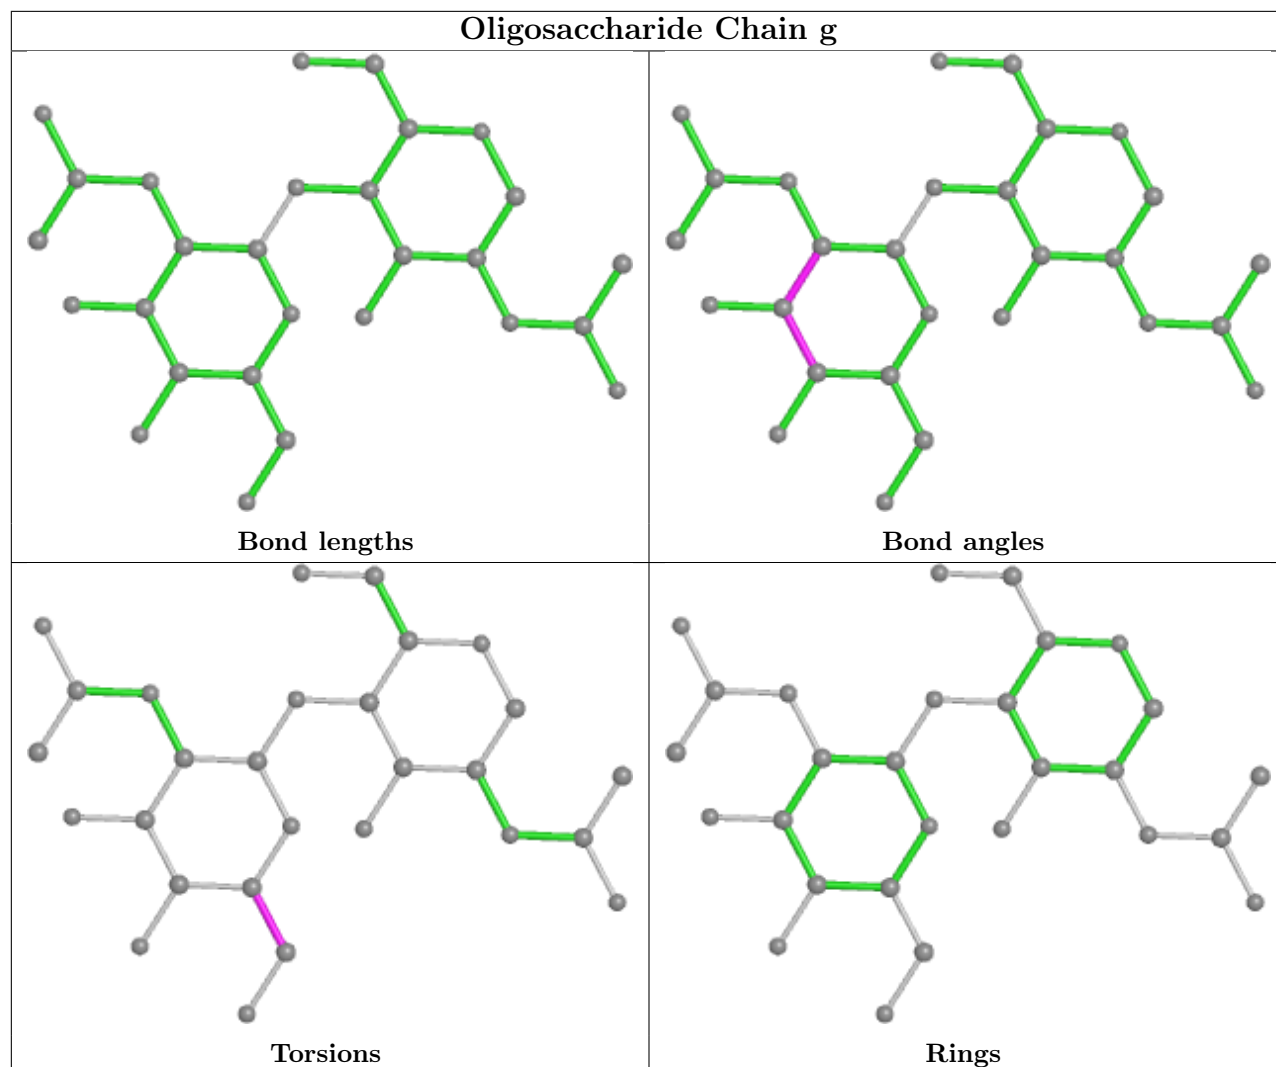 Oligosaccharide Chain g
Bond lengths
Bond angles
Torsions
Rings